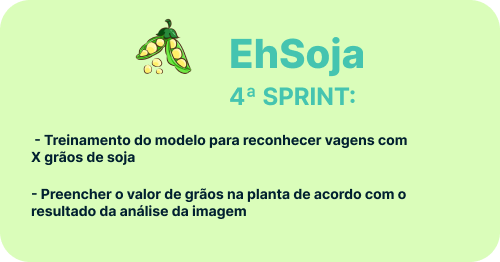 EhSoja
4ª SPRINT:
- Treinamento do modelo para reconhecer vagens com
X grãos de soja
- Preencher o valor de grãos na planta de acordo com o
resultado da análise da imagem